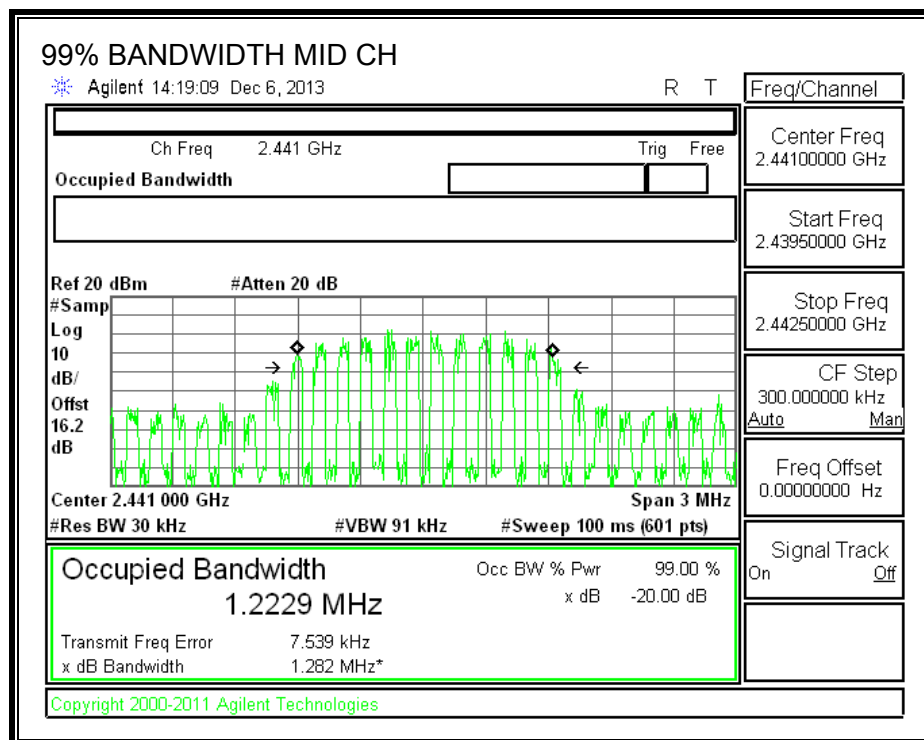 99% BANDWIDTH MID CH
Agilent 14:19:09 Dec 6, 2013 R T
Freq/Channel
Ch Freq 2.441 GHz Trig Free
Occupied Bandwidth
Center Freq
2.44100000 GHz
Start Freq
2.43950000 GHz
Stop Freq
2.44250000 GHz
CF Step
300.000000 kHz
Auto Man
Freq Offset
0.00000000 Hz
Signal Track
On Off
Ref 20 dBm #Atten 20 dB
#Samp
Log
10
dB/
Offst
16.2
dB
Center 2.441 000 GHz Span 3 MHz
#Res BW 30 kHz #VBW 91 kHz #Sweep 100 ms (601 pts)
Occupied Bandwidth
1.2229 MHz
Occ BW % Pwr 99.00 %
x dB -20.00 dB
Transmit Freq Error 7.539 kHz
x dB Bandwidth 1.282 MHz*
Copyright 2000-2011 Agilent Technologies